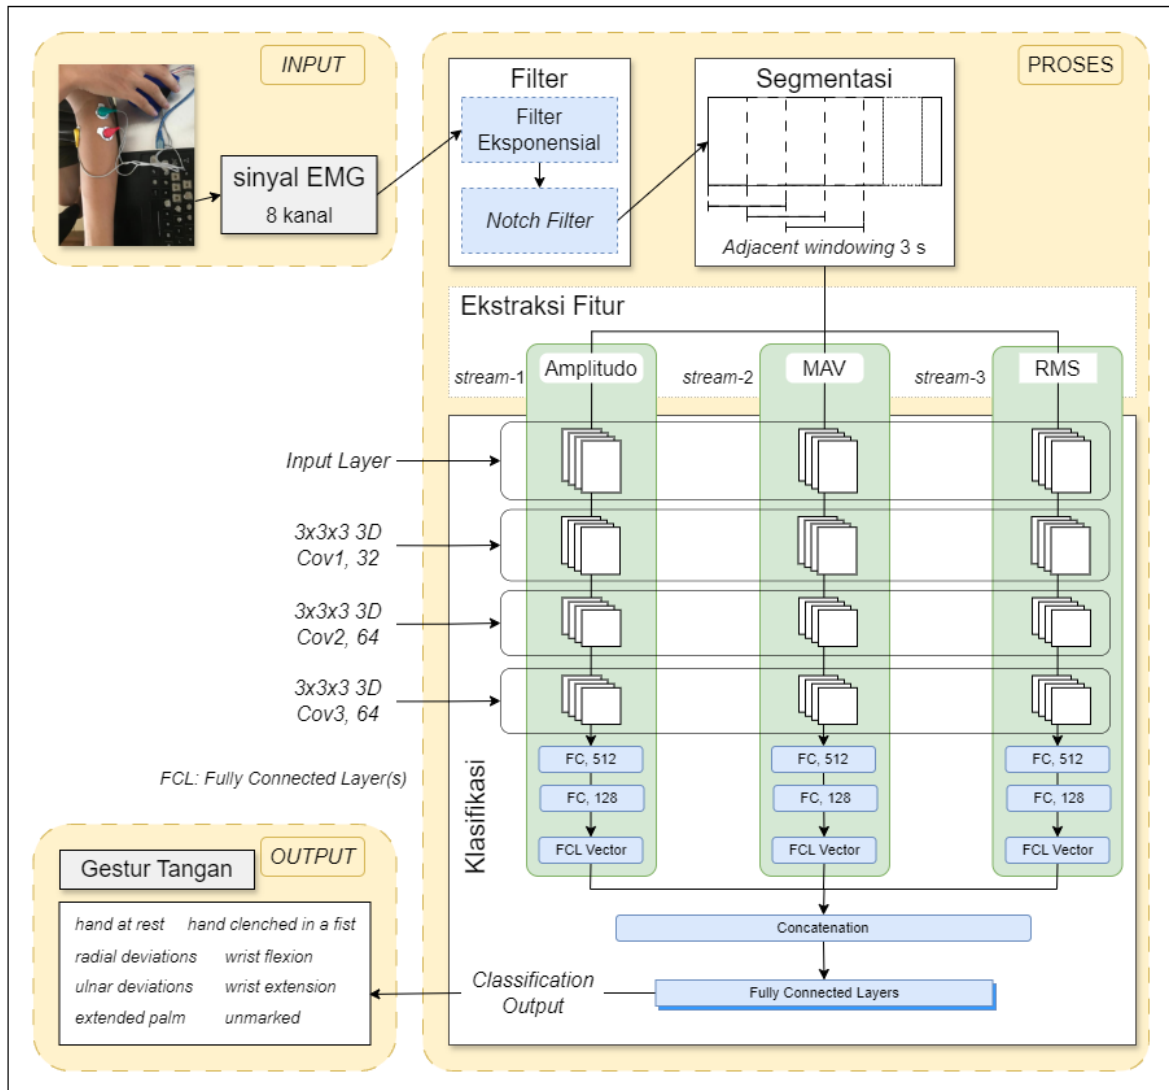 INPUT
sinyal EMG
8 kanal
PROSES
Filter
Filter
Eksponensial
Notch Filter
Segmentasi
Adjacent windowing 3 s
Ekstraksi Fitur
stream-1
Amplitudo
stream-2
MAV
stream-3
RMS
Input Layer
3x3x3 3D
Cov1, 32
3x3x3 3D
Cov2, 64
3x3x3 3D
Cov3, 64
FCL: Fully Connected Layer(s)
Klasifikasi
FC, 512
FC, 512
FC, 512
FC, 128
FC, 128
FC, 128
FCL Vector
FCL Vector
FCL Vector
Concatenation
Fully Connected Layers
Classification
Output
OUTPUT
Gestur Tangan
hand at rest
hand clenched in a fist
radial deviations
wrist flexion
ulnar deviations
wrist extension
extended palm
unmarked